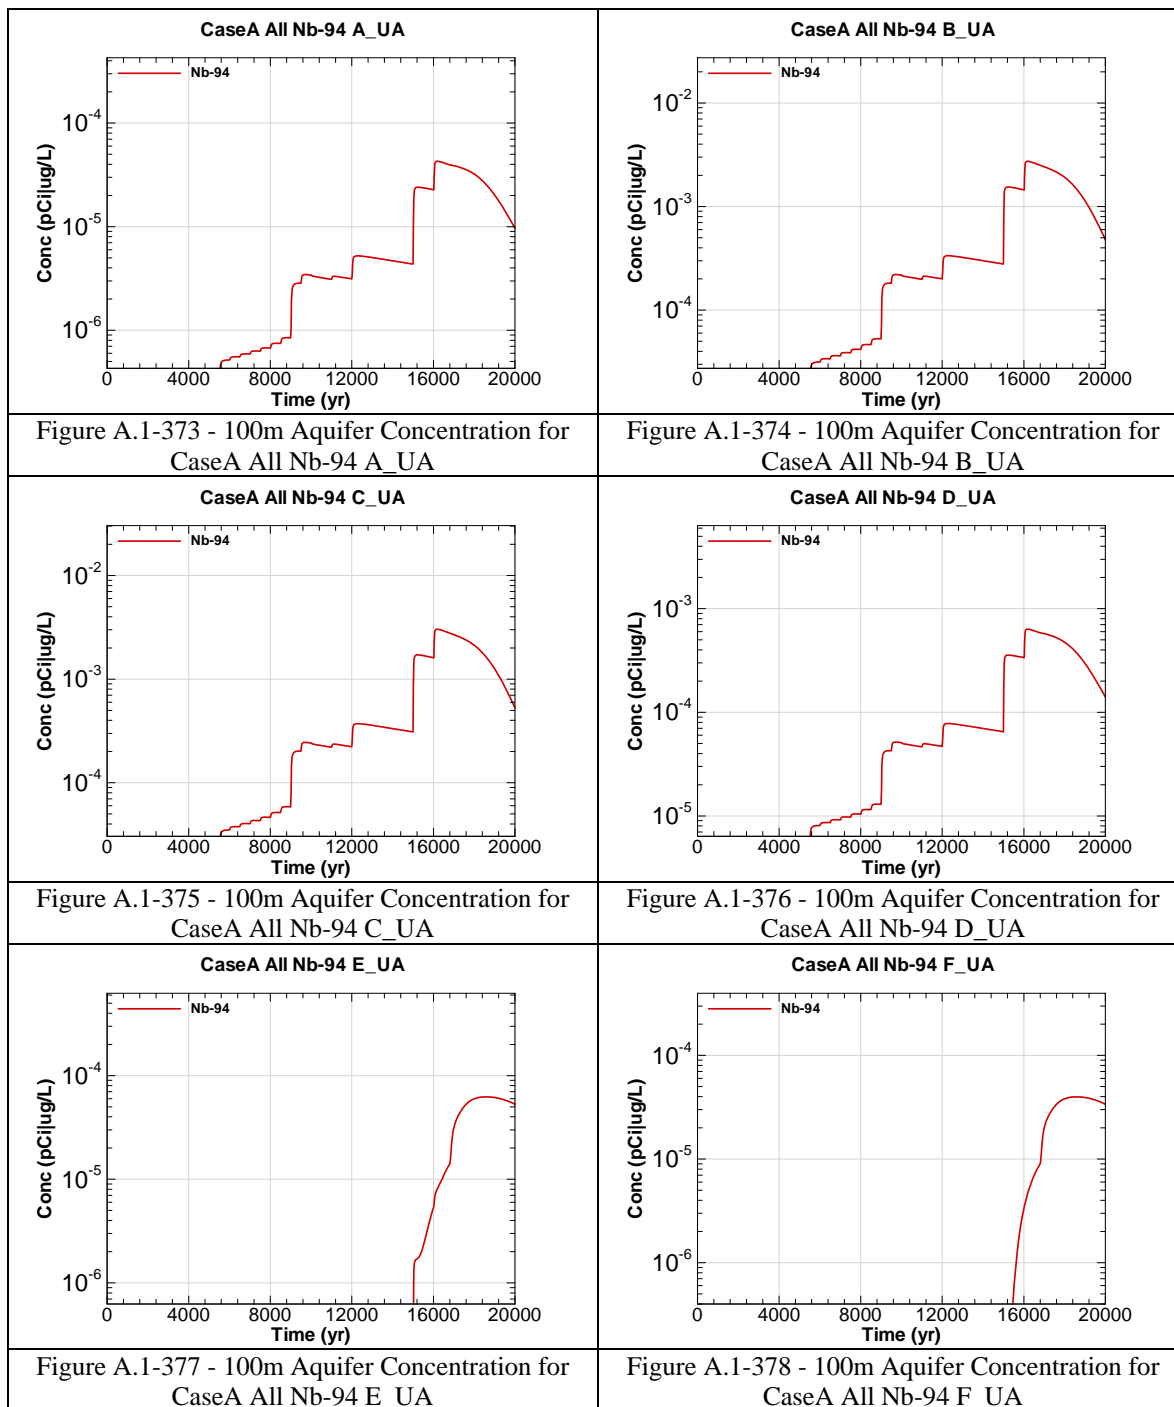 CaseA All Nb-94 A_UA
Nb-94
Conc (pCi|ug/L)
10-4
10-5
10-6
0 4000 8000 12000 16000 20000
Time (yr)
Figure A.1-373 - 100m Aquifer Concentration for
CaseA All Nb-94 A_UA
CaseA All Nb-94 B_UA
Nb-94
Conc (pCi|ug/L)
10-2
10-3
10-4
0 4000 8000 12000 16000 20000
Time (yr)
Figure A.1-374 - 100m Aquifer Concentration for
CaseA All Nb-94 B_UA
CaseA All Nb-94 C_UA
Nb-94
Conc (pCi|ug/L)
10-2
10-3
10-4
0 4000 8000 12000 16000 20000
Time (yr)
Figure A.1-375 - 100m Aquifer Concentration for
CaseA All Nb-94 C_UA
CaseA All Nb-94 D_UA
Nb-94
Conc (pCi|ug/L)
10-3
10-4
10-5
0 4000 8000 12000 16000 20000
Time (yr)
Figure A.1-376 - 100m Aquifer Concentration for
CaseA All Nb-94 D_UA
CaseA All Nb-94 E_UA
Nb-94
Conc (pCi|ug/L)
10-4
10-5
10-6
0 4000 8000 12000 16000 20000
Time (yr)
Figure A.1-377 - 100m Aquifer Concentration for
CaseA All Nb-94 E_UA
CaseA All Nb-94 F_UA
Nb-94
Conc (pCi|ug/L)
10-4
10-5
10-6
0 4000 8000 12000 16000 20000
Time (yr)
Figure A.1-378 - 100m Aquifer Concentration for
CaseA All Nb-94 F_UA